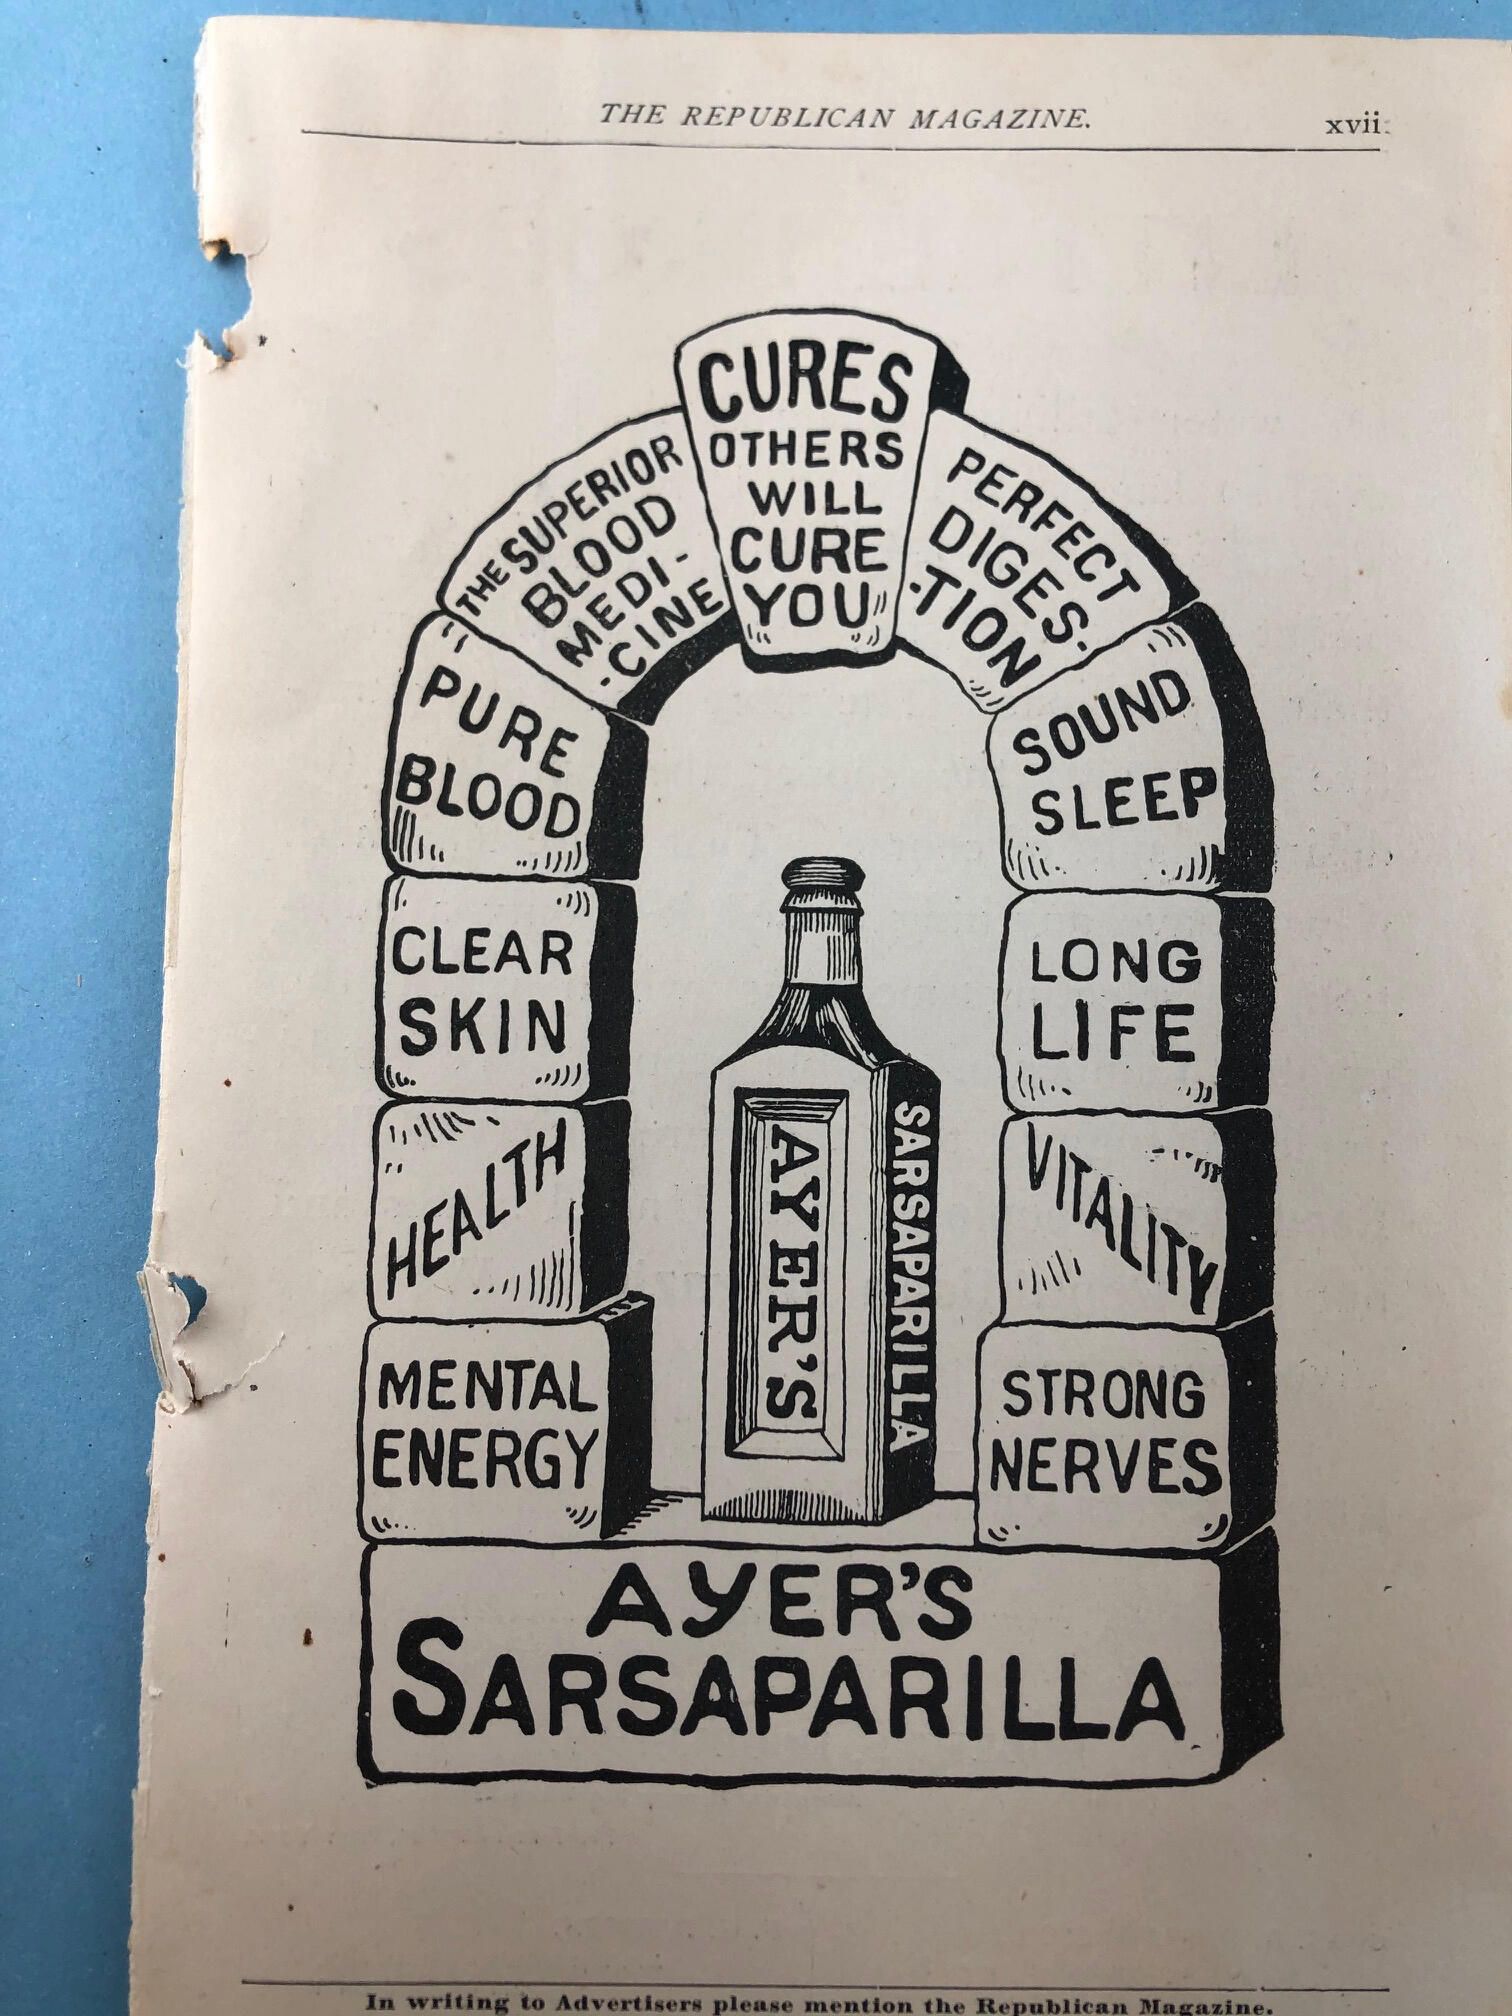 THE REPUBLICAN MAGAZINE.
xvii
CURES
OTHERS
WILL
CURE
YOU
THE SUPERIOR
BLOOD
MEDI-
-CINE
PERFECT
DIGES-
-TION
PURE
BLOOD
SOUND
SLEEP
CLEAR
SKIN
LONG
LIFE
HEALTH
VITALITY
MENTAL
ENERGY
STRONG
NERVES
AYER'S
SARSAPARILLA
AYER'S
SARSAPARILLA
In writing to Advertisers please mention the Republican Magazine.